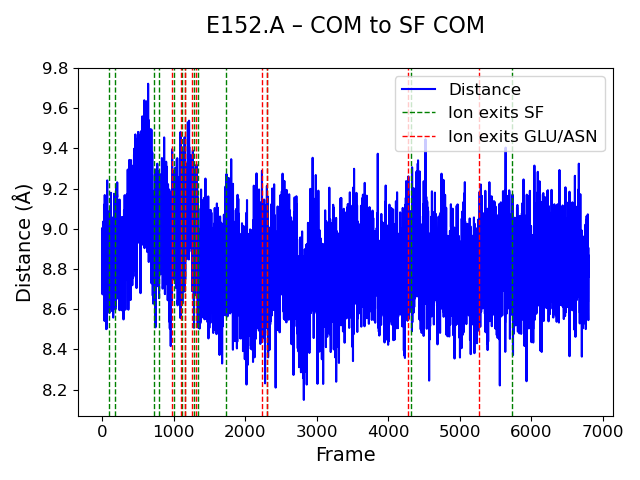 E152.A – COM to SF COM
Distance
Ion exits SF
Ion exits GLU/ASN
Distance (Å)
9.8
9.6
9.4
9.2
9.0
8.8
8.6
8.4
8.2
0 1000 2000 3000 4000 5000 6000 7000
Frame